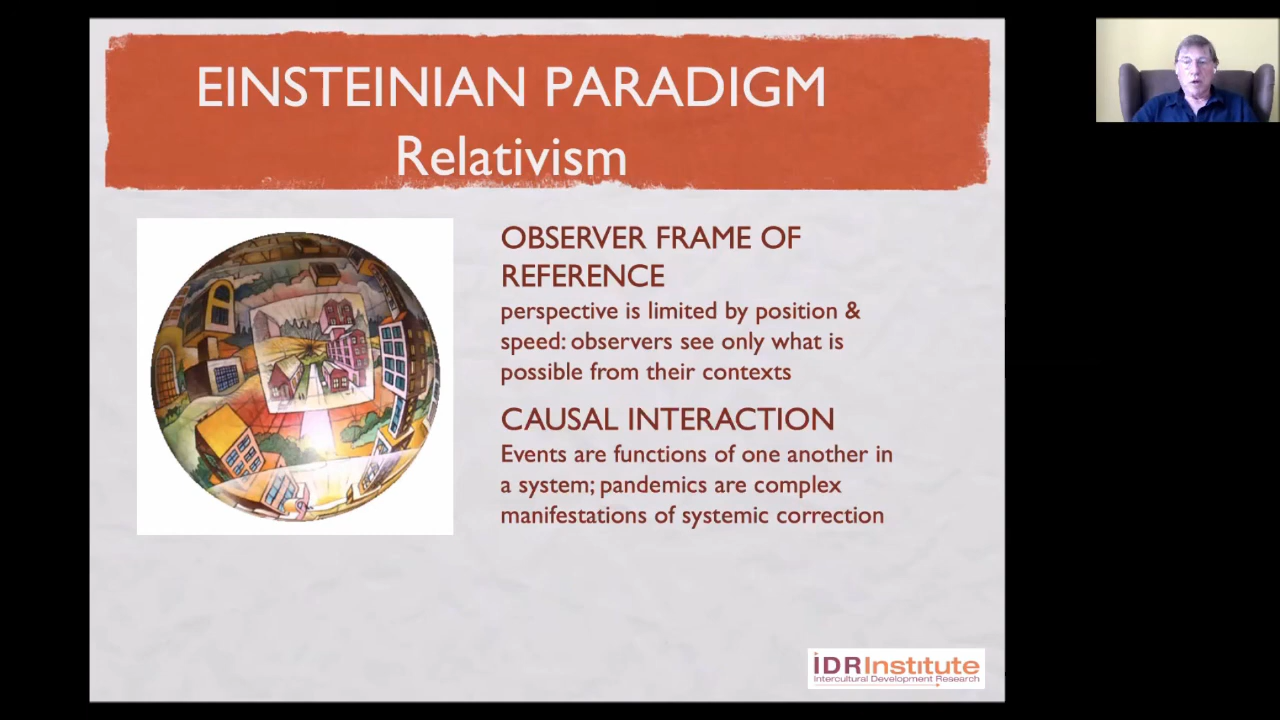 EINSTEINIAN PARADIGM
Relativism
OBSERVER FRAME OF
REFERENCE
perspective is limited by position &
speed: observers see only what is
possible from their contexts
CAUSAL INTERACTION
Events are functions of one another in
a system; pandemics are complex
manifestations of systemic correction
IDRInstitute
Intercultural Development Research